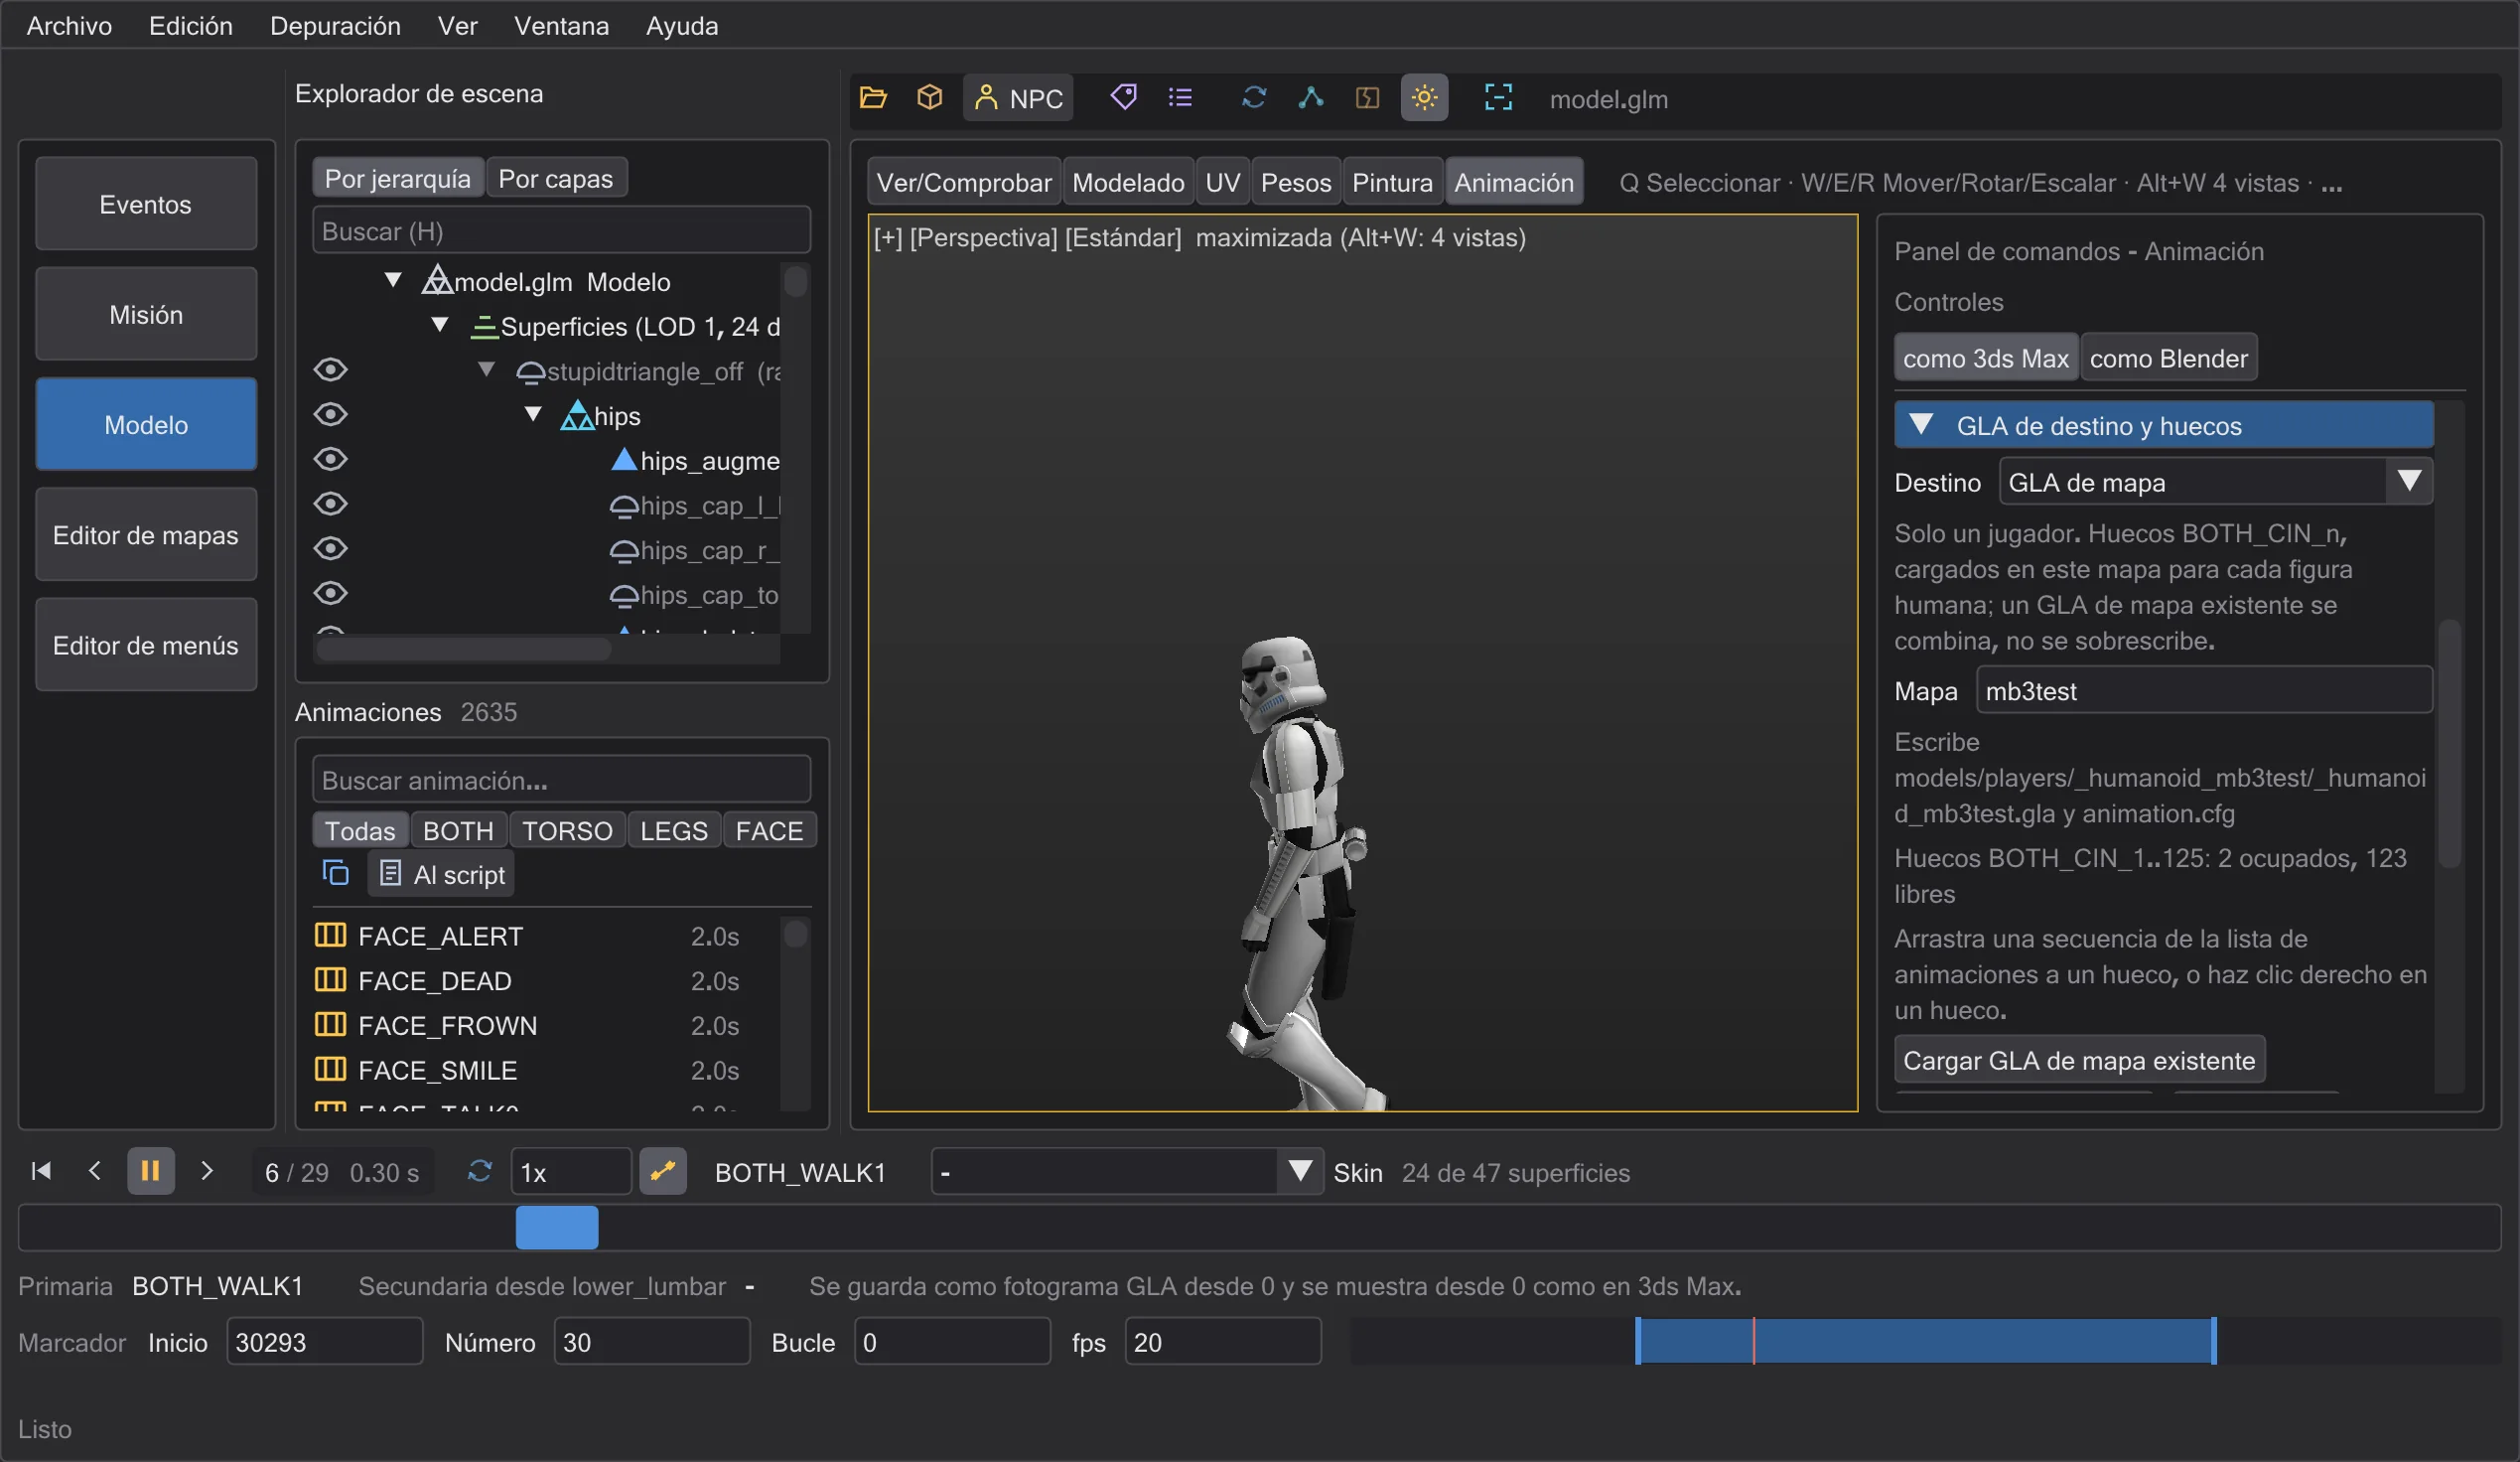 Archivo Edición Depuración Ver Ventana Ayuda
Explorador de escena
NPC
model.glm
Eventos
Misión
Modelo
Editor de mapas
Editor de menús
Por jerarquía Por capas
Buscar (H)
model.glm Modelo
Superficies (LOD 1, 24 d
stupidtriangle_off (ra
hips
hips_augme
hips_cap_l_
hips_cap_r_
hips_cap_to
Animaciones 2635
Buscar animación...
Todas BOTH TORSO LEGS FACE
AI script
FACE_ALERT 2.0s
FACE_DEAD 2.0s
FACE_FROWN 2.0s
FACE_SMILE 2.0s
Ver/Comprobar Modelado UV Pesos Pintura Animación
Q Seleccionar · W/E/R Mover/Rotar/Escalar · Alt+W 4 vistas · ...
[+] [Perspectiva] [Estándar] maximizada (Alt+W: 4 vistas)
Panel de comandos - Animación
Controles
como 3ds Max como Blender
GLA de destino y huecos
Destino GLA de mapa
Solo un jugador. Huecos BOTH_CIN_n,
cargados en este mapa para cada figura
humana; un GLA de mapa existente se
combina, no se sobrescribe.
Mapa mb3test
Escribe
models/players/_humanoid_mb3test/_humanoi
d_mb3test.gla y animation.cfg
Huecos BOTH_CIN_1..125: 2 ocupados, 123
libres
Arrastra una secuencia de la lista de
animaciones a un hueco, o haz clic derecho en
un hueco.
Cargar GLA de mapa existente
6 / 29 0.30 s 1x BOTH_WALK1 - Skin 24 de 47 superficies
Primaria BOTH_WALK1 Secundaria desde lower_lumbar - Se guarda como fotograma GLA desde 0 y se muestra desde 0 como en 3ds Max.
Marcador Inicio 30293 Número 30 Bucle 0 fps 20
Listo